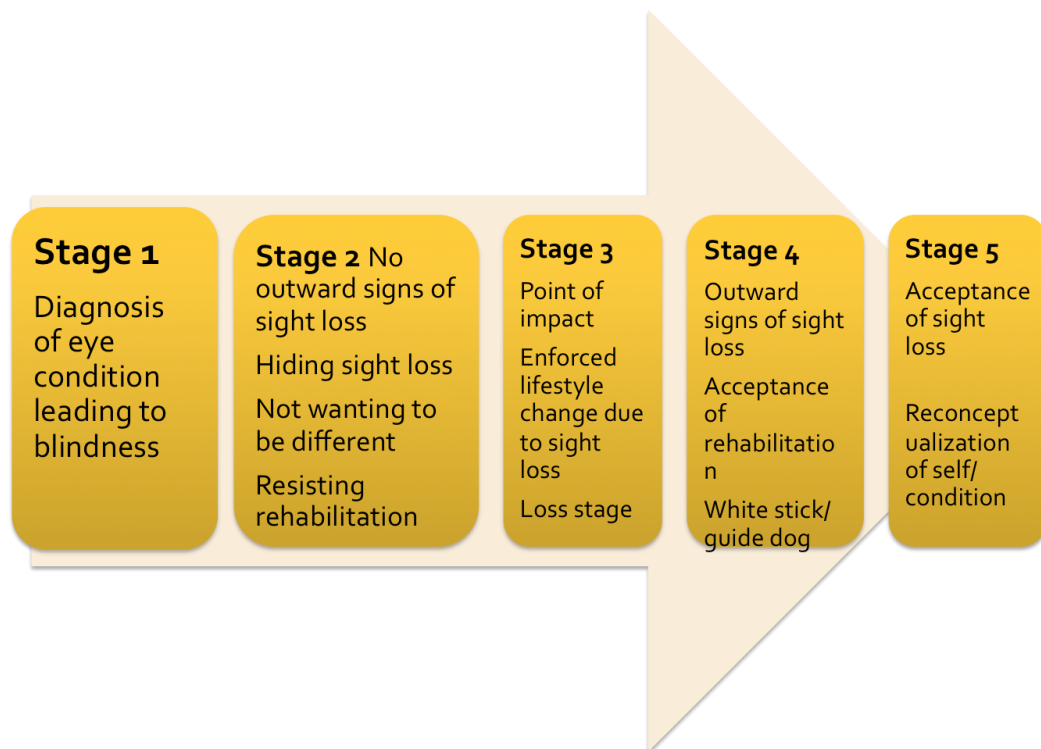 Stage 1
Diagnosis
of eye
condition
leading to
blindness
Stage 2 No
outward signs of
sight loss
Hiding sight loss
Not wanting to
be different
Resisting
rehabilitation
Stage 3
Point of
impact
Enforced
lifestyle
change due
to sight
loss
Loss stage
Stage 4
Outward
signs of sight
loss
Acceptance
of
rehabilitatio
n
White stick/
guide dog
Stage 5
Acceptance
of sight
loss
Reconcept
ualization
of self/
condition